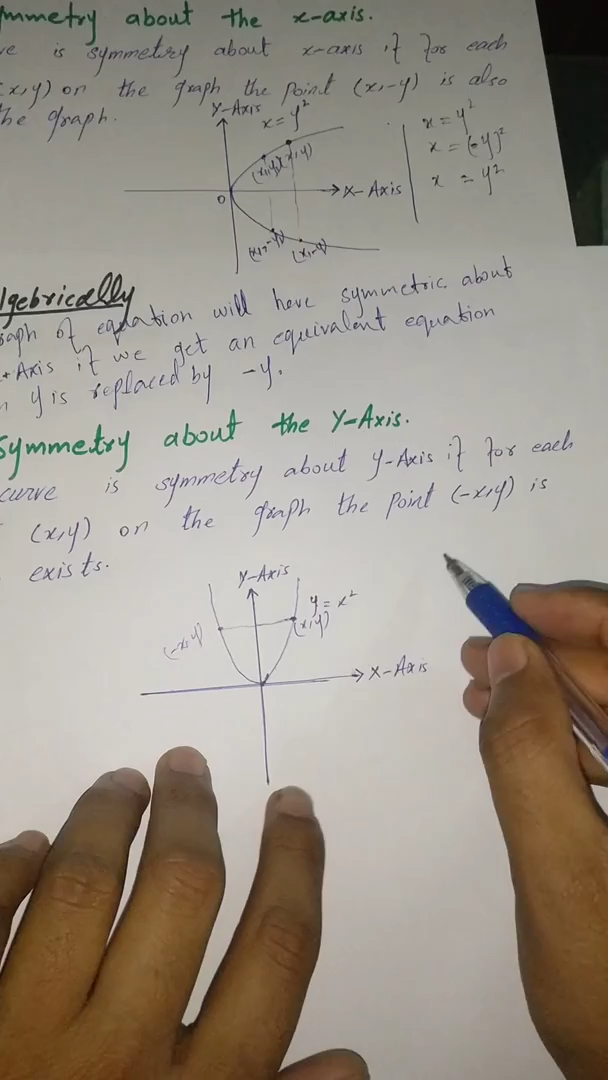 mmetry about the x-axis.
ve is symmetry about x-axis if for each
(x,y) on the graph the point (x,-y) is also
the graph.
Y-Axis
x = y²
(x,y)
(x,y)
O
X-Axis
(x,-y)
(x,-y)
x = y²
x = (-y)²
x = y²
lgebrically
raph of equation will have symmetric about
Axis if we get an equivalent equation
n y is replaced by -y.
Symmetry about the Y-Axis.
curve is symmetry about y-Axis if for each
(x,y) on the graph the point (-x,y) is
exists.
Y-Axis
y = x²
(-x,y)
(x,y)
X-Axis